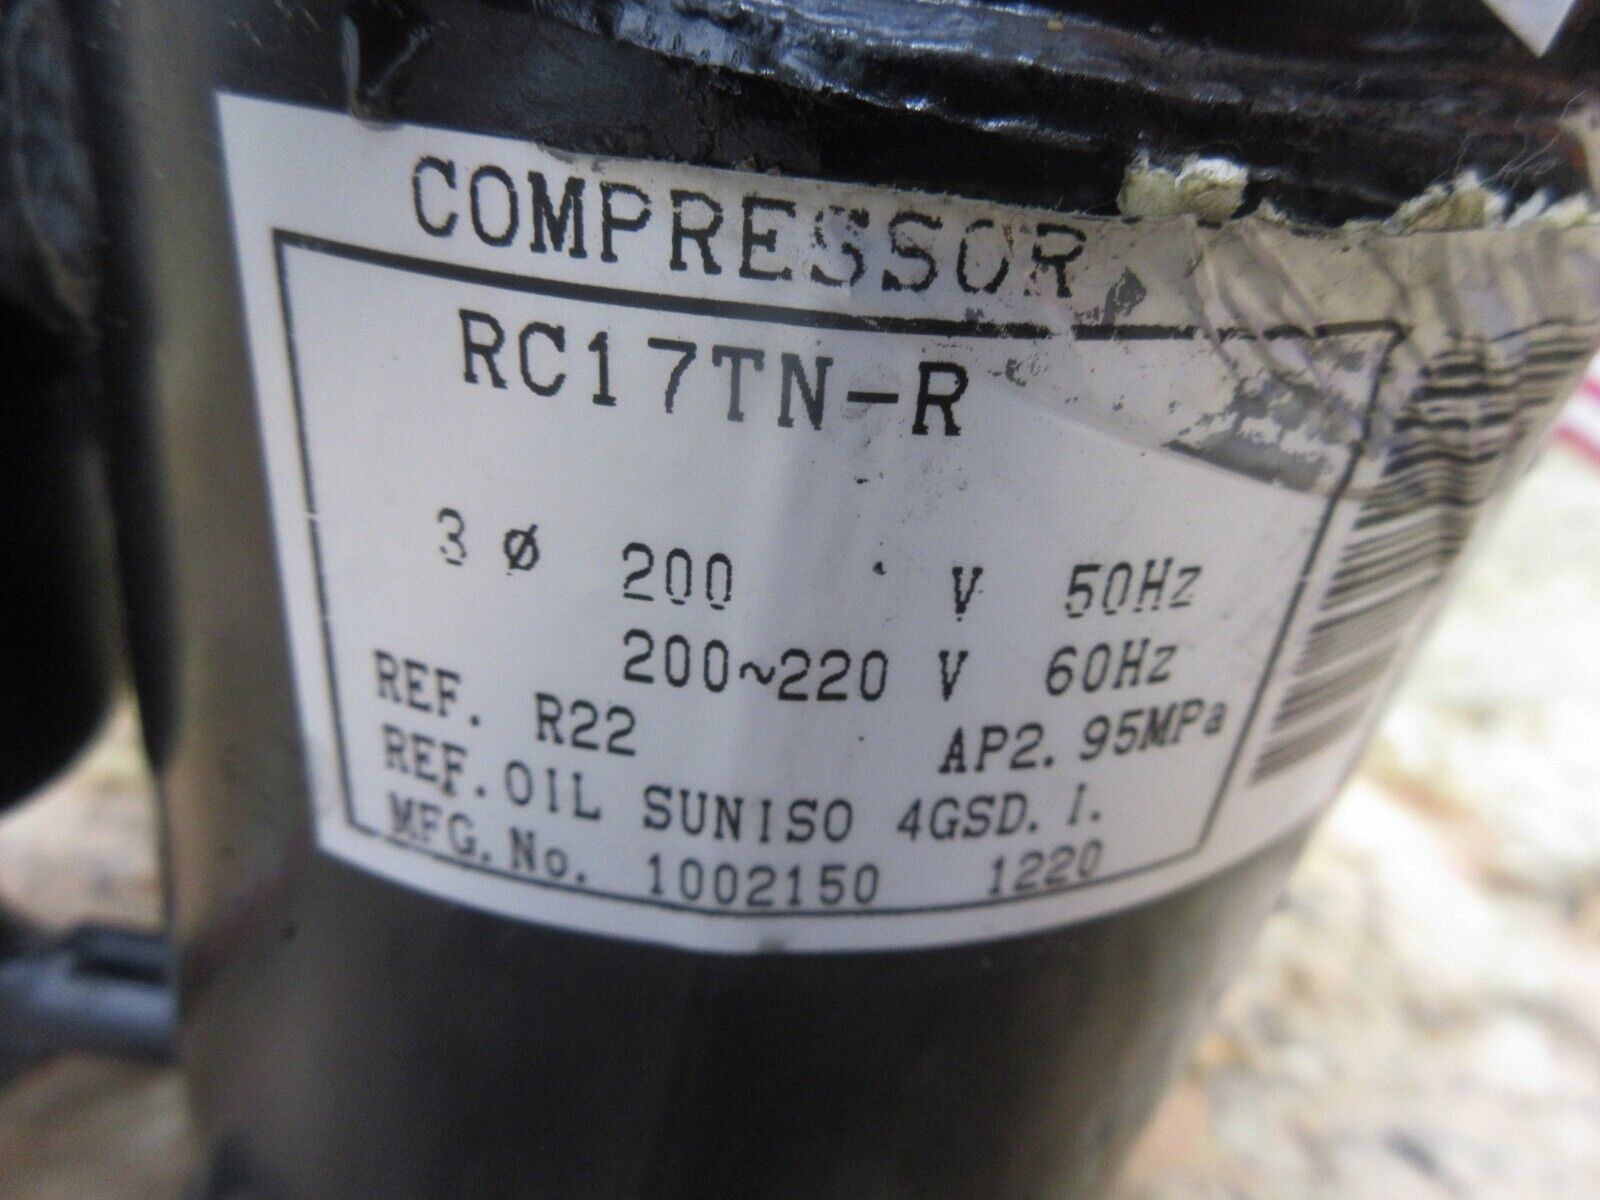 COMPRESSOR
RC17TN-R
3 ø 200 V 50Hz
200~220 V 60Hz
REF. R22 AP2.95MPa
REF.OIL SUNISO 4GSD.I.
MFG.No. 1002150 1220